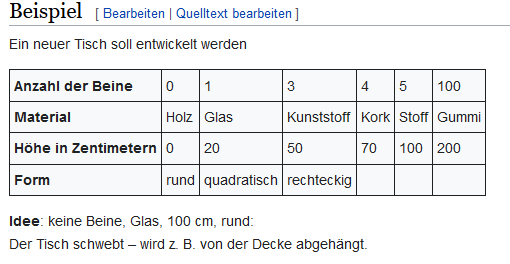 Beispiel [ Bearbeiten | Quelltext bearbeiten ]
Ein neuer Tisch soll entwickelt werden
Anzahl der Beine 0 1 3 4 5 100
Material Holz Glas Kunststoff Kork Stoff Gummi
Höhe in Zentimetern 0 20 50 70 100 200
Form rund quadratisch rechteckig
Idee: keine Beine, Glas, 100 cm, rund:
Der Tisch schwebt – wird z. B. von der Decke abgehängt.